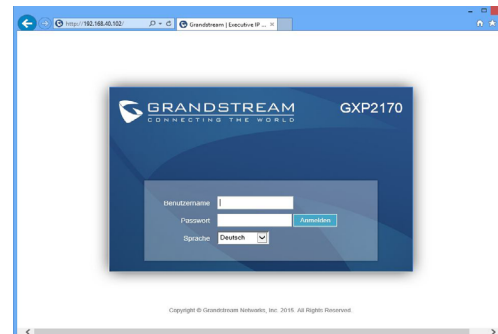 http://192.168.40.102/
Grandstream | Executive IP ...
GRANDSTREAM
CONNECTING THE WORLD
GXP2170
Benutzername
Passwort
Anmelden
Sprache
Deutsch
Copyright © Grandstream Networks, Inc. 2015. All Rights Reserved.